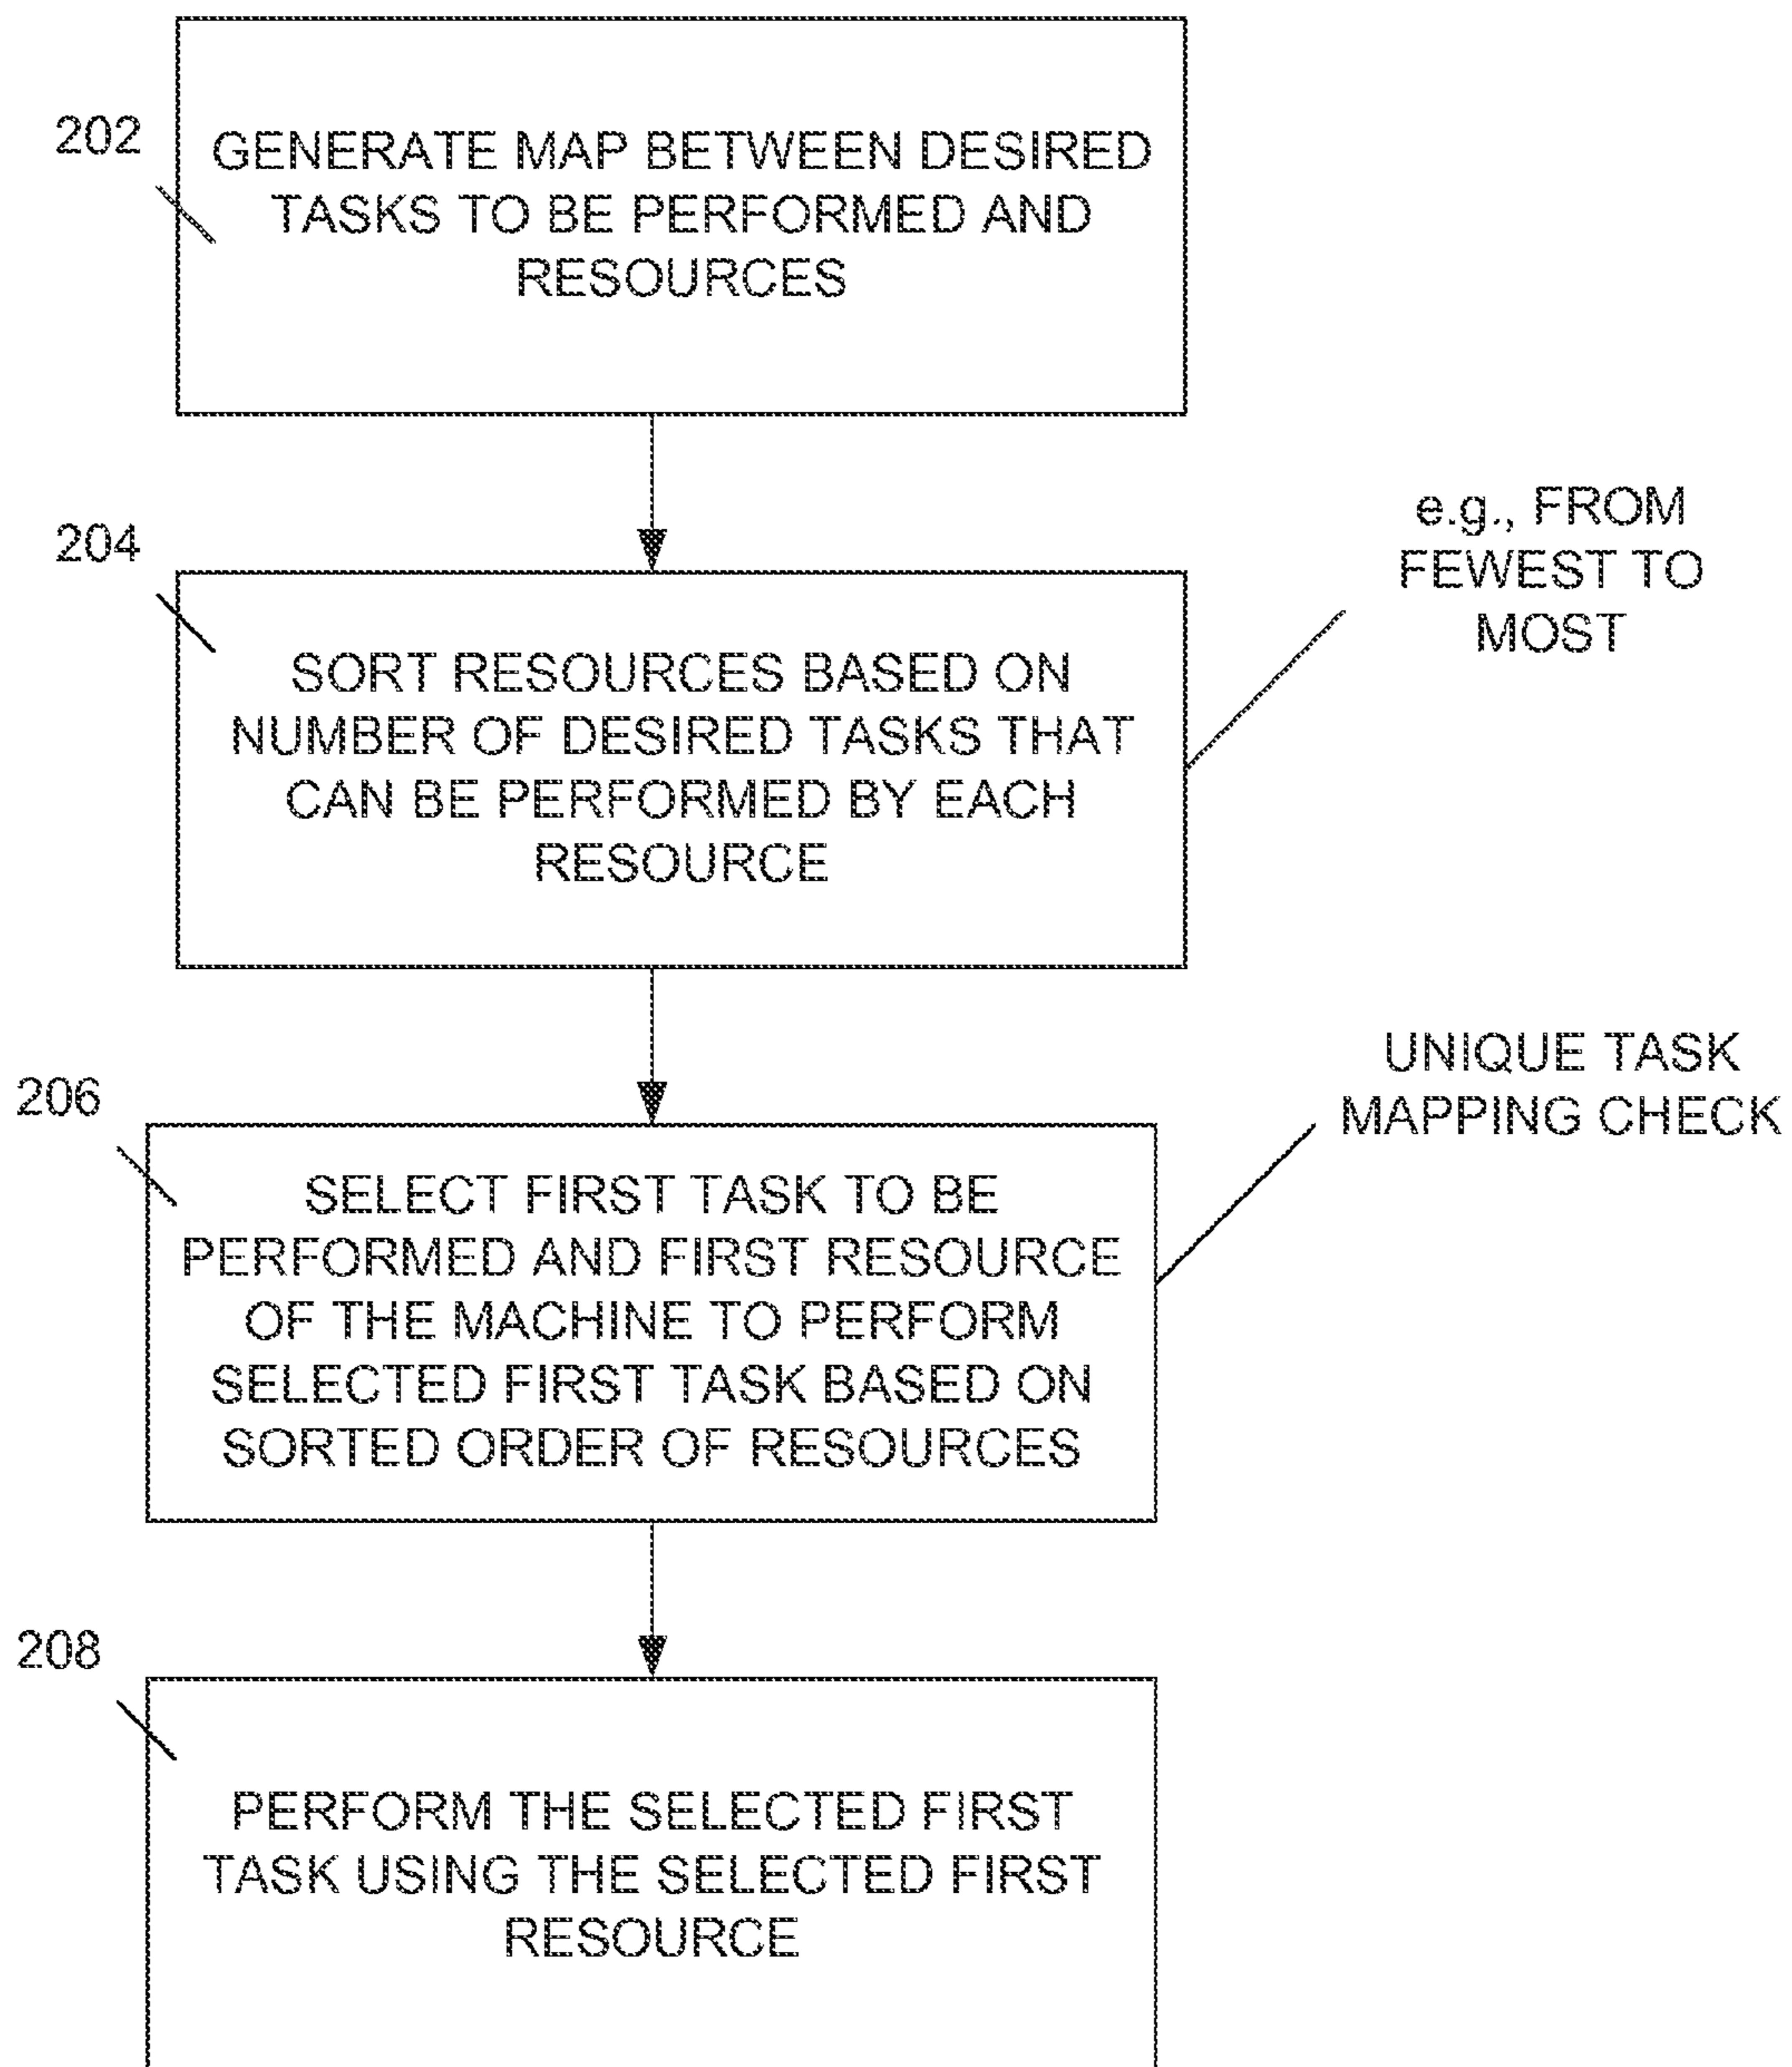 202
GENERATE MAP BETWEEN DESIRED
TASKS TO BE PERFORMED AND
RESOURCES
204
e.g., FROM
FEWEST TO
MOST
SORT RESOURCES BASED ON
NUMBER OF DESIRED TASKS THAT
CAN BE PERFORMED BY EACH
RESOURCE
206
UNIQUE TASK
MAPPING CHECK
SELECT FIRST TASK TO BE
PERFORMED AND FIRST RESOURCE
OF THE MACHINE TO PERFORM
SELECTED FIRST TASK BASED ON
SORTED ORDER OF RESOURCES
208
PERFORM THE SELECTED FIRST
TASK USING THE SELECTED FIRST
RESOURCE